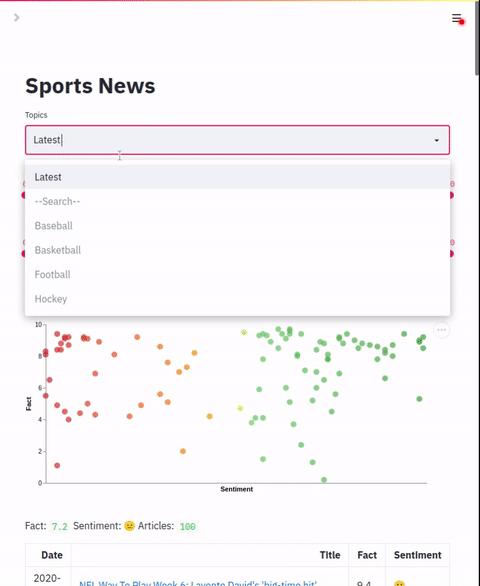 Sports News
Topics
Latest
Latest
--Search--
Baseball
Basketball
Football
Hockey
10
8
6
4
2
0
Fact
Sentiment
Fact: 7.2 Sentiment: 😕 Articles: 100
Date Title Fact Sentiment
2020-
NFL Way To Play Week 6: Lavonte David's 'big-time hit' 9.4